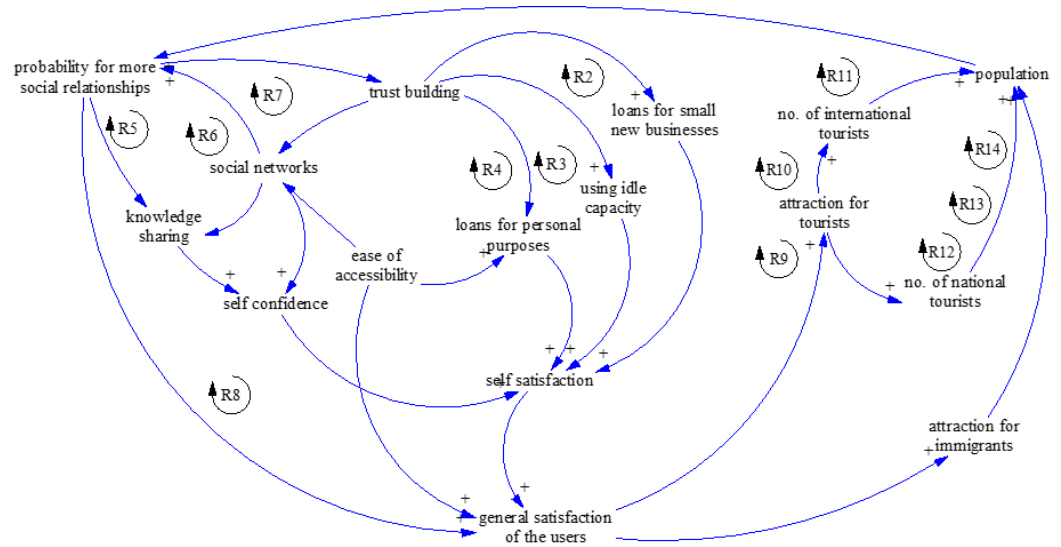 probability for more
social relationships
R5
R6
R7
trust building
R2
loans for small
new businesses
R11
no. of international
tourists
population
social networks
R4
R3
using idle
capacity
R10
R14
knowledge
sharing
loans for personal
purposes
attraction for
tourists
R13
ease of
accessibility
R9
R12
self confidence
no. of national
tourists
self satisfaction
R8
attraction for
immigrants
general satisfaction
of the users